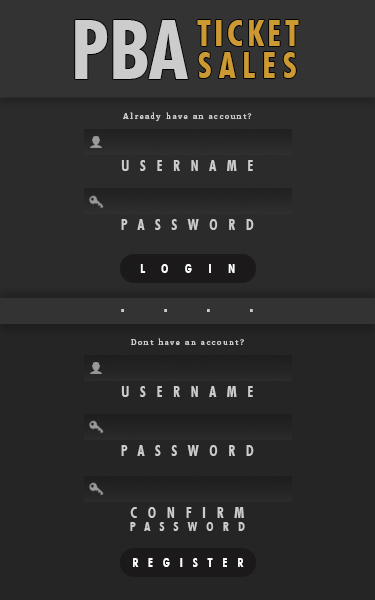 PBA TICKET
SALES
Already have an account?
USERNAME
PASSWORD
LOGIN
Dont have an account?
USERNAME
PASSWORD
CONFIRM
PASSWORD
REGISTER